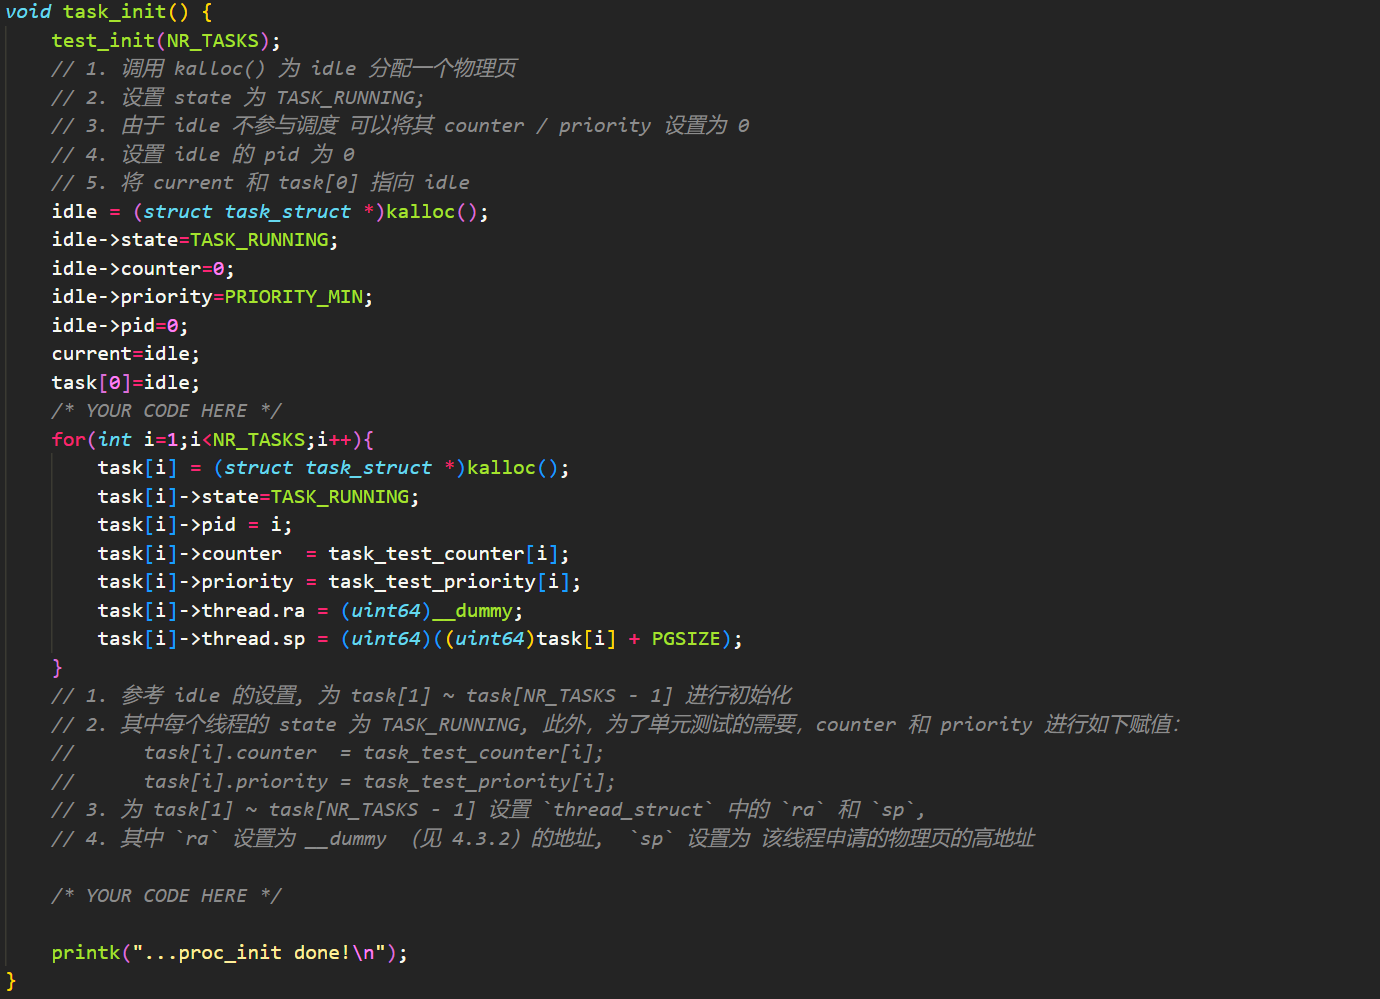 void task_init() {
    test_init(NR_TASKS);
    // 1. 调用 kalloc() 为 idle 分配一个物理页
    // 2. 设置 state 为 TASK_RUNNING;
    // 3. 由于 idle 不参与调度 可以将其 counter / priority 设置为 0
    // 4. 设置 idle 的 pid 为 0
    // 5. 将 current 和 task[0] 指向 idle
    idle = (struct task_struct *)kalloc();
    idle->state=TASK_RUNNING;
    idle->counter=0;
    idle->priority=PRIORITY_MIN;
    idle->pid=0;
    current=idle;
    task[0]=idle;
    /* YOUR CODE HERE */
    for(int i=1;i<NR_TASKS;i++){
        task[i] = (struct task_struct *)kalloc();
        task[i]->state=TASK_RUNNING;
        task[i]->pid = i;
        task[i]->counter  = task_test_counter[i];
        task[i]->priority = task_test_priority[i];
        task[i]->thread.ra = (uint64)__dummy;
        task[i]->thread.sp = (uint64)((uint64)task[i] + PGSIZE);
    }
    // 1. 参考 idle 的设置, 为 task[1] ~ task[NR_TASKS - 1] 进行初始化
    // 2. 其中每个线程的 state 为 TASK_RUNNING, 此外，为了单元测试的需要，counter 和 priority 进行如下赋值：
    //      task[i].counter  = task_test_counter[i];
    //      task[i].priority = task_test_priority[i];
    // 3. 为 task[1] ~ task[NR_TASKS - 1] 设置 `thread_struct` 中的 `ra` 和 `sp`,
    // 4. 其中 `ra` 设置为 __dummy （见 4.3.2）的地址,  `sp` 设置为 该线程申请的物理页的高地址
    /* YOUR CODE HERE */
    printk("...proc_init done!\n");
}